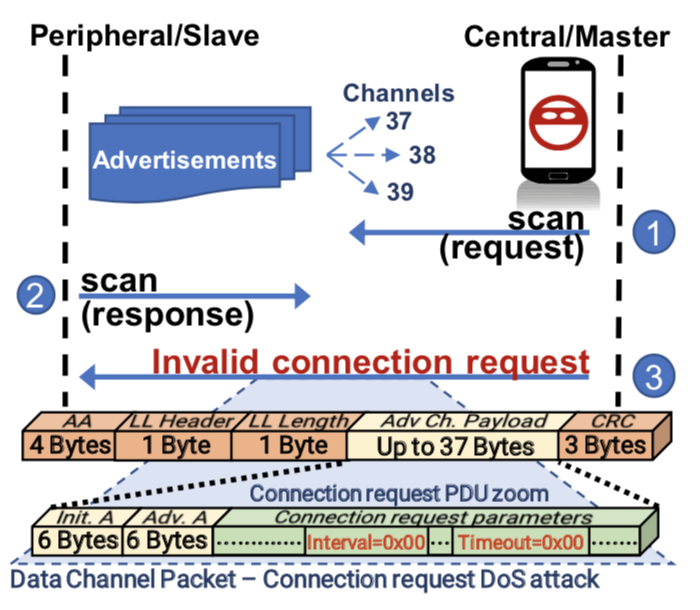 Peripheral/Slave
Central/Master
Channels
37
Advertisements
38
39
scan
(request)
1
2
scan
(response)
Invalid connection request
3
AA LL Header LL Length Adv Ch. Payload CRC
4 Bytes 1 Byte 1 Byte Up to 37 Bytes 3 Bytes
Connection request PDU zoom
Init. A Adv. A Connection request parameters
6 Bytes 6 Bytes Interval=0x00 Timeout=0x00
Data Channel Packet – Connection request DoS attack